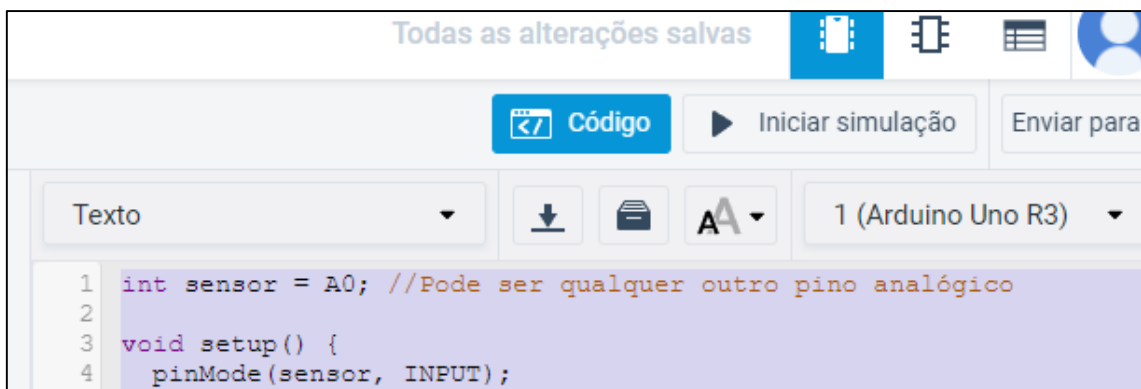 Todas as alterações salvas
Código
Iniciar simulação
Enviar para
Texto
AA
1 (Arduino Uno R3)
1 int sensor = A0; //Pode ser qualquer outro pino analógico
2
3 void setup() {
4 pinMode(sensor, INPUT);